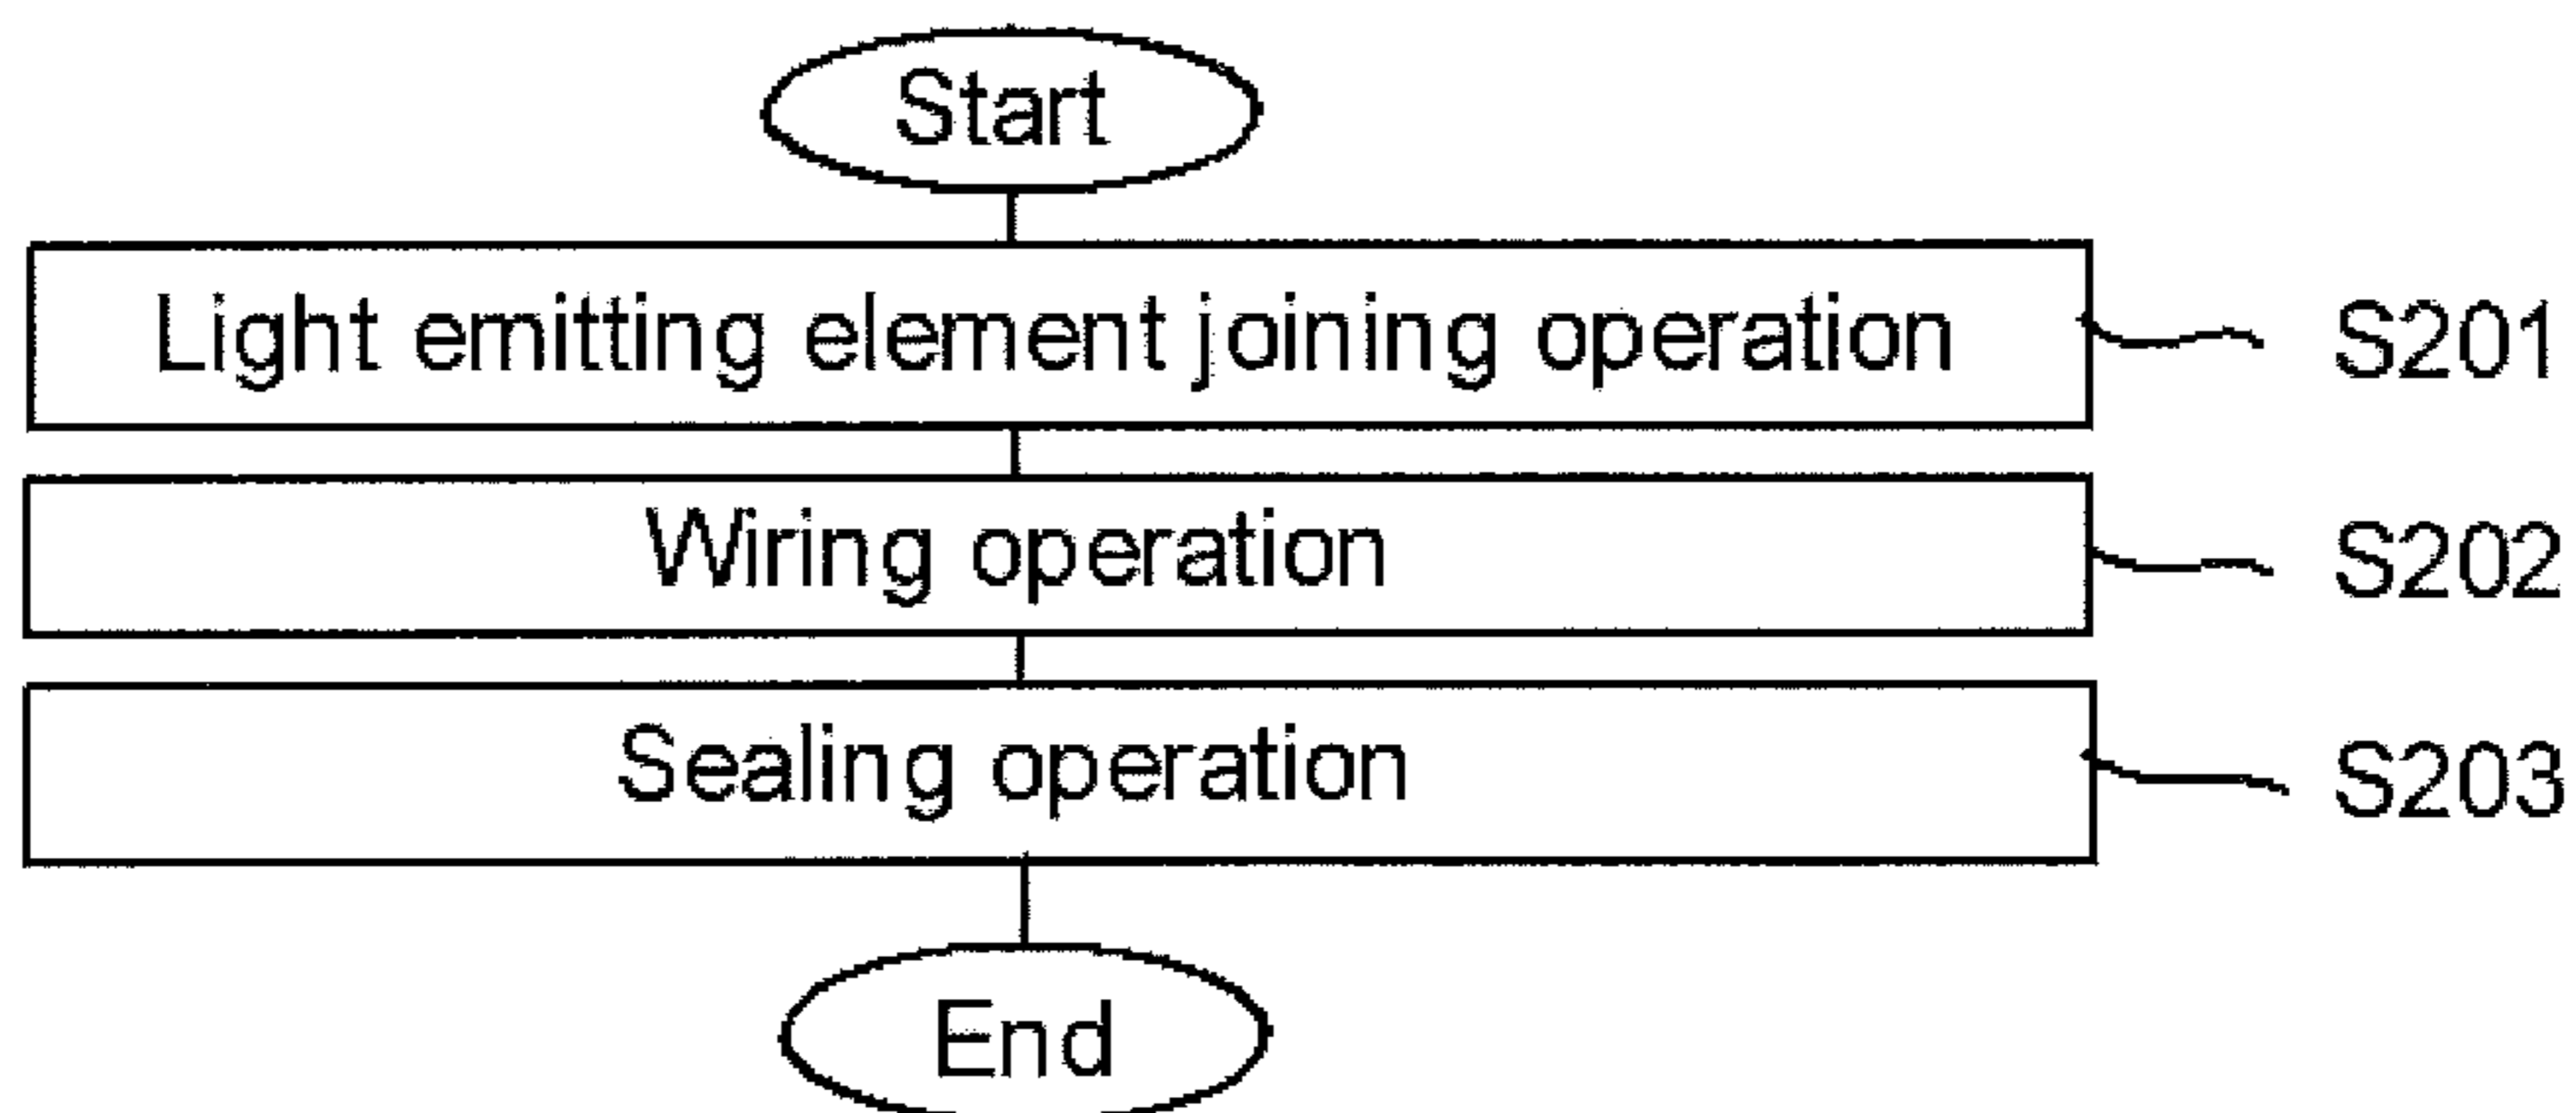 Start
Light emitting element joining operation S201
Wiring operation S202
Sealing operation S203
End